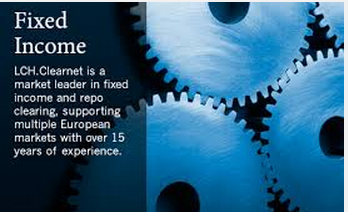 Fixed
Income
LCH.Clearnet is a
market leader in fixed
income and repo
clearing, supporting
multiple European
markets with over 15
years of experience.